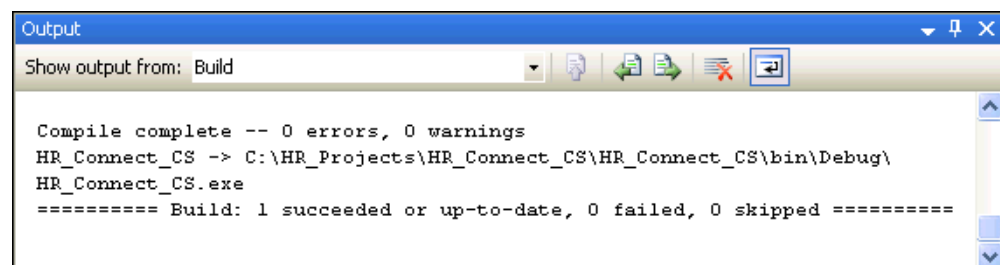 Output
Show output from: Build
Compile complete -- 0 errors, 0 warnings
HR_Connect_CS -> C:\HR_Projects\HR_Connect_CS\HR_Connect_CS\bin\Debug\
HR_Connect_CS.exe
========== Build: 1 succeeded or up-to-date, 0 failed, 0 skipped ==========